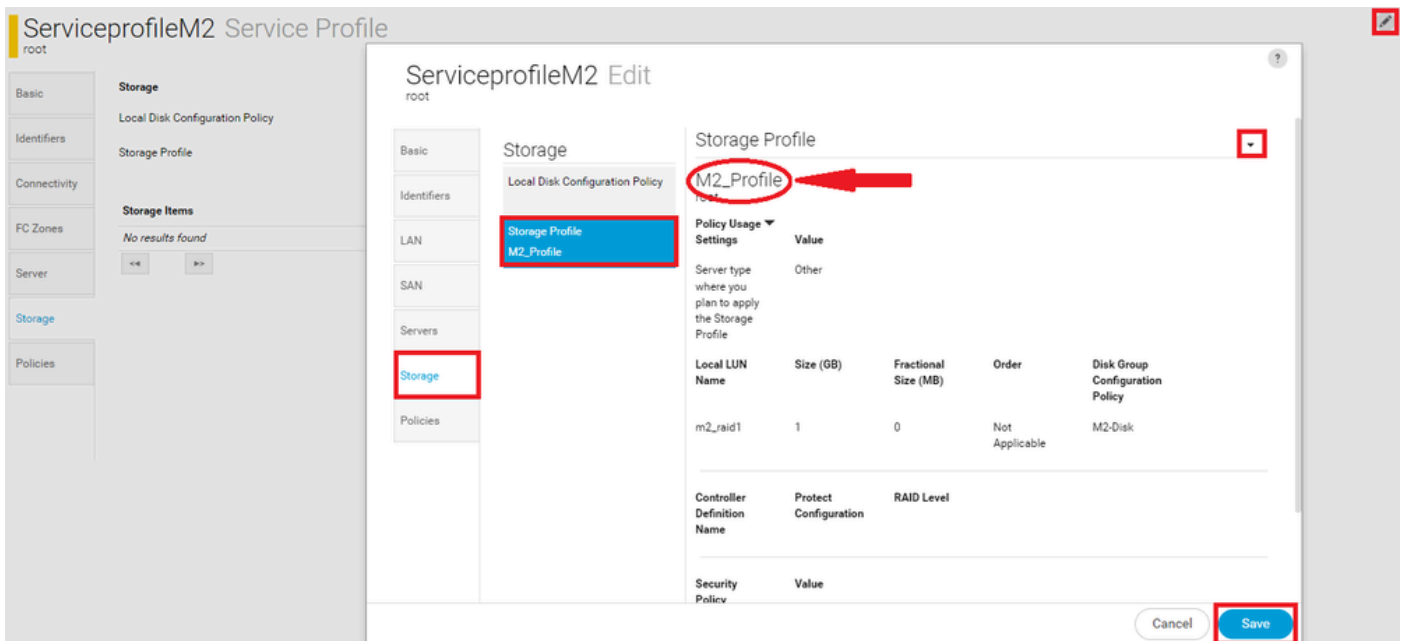 ServiceprofileM2 Service Profile
root
Basic
Identifiers
Connectivity
FC Zones
Server
Storage
Policies
Storage
Local Disk Configuration Policy
Storage Profile
Storage Items
No results found
<<
>>
?
ServiceprofileM2 Edit
root
Basic
Identifiers
LAN
SAN
Servers
Storage
Policies
Storage
Local Disk Configuration Policy
Storage Profile
M2_Profile
Storage Profile
M2_Profile
root
Policy Usage
Settings Value
Server type Other
where you
plan to apply
the Storage
Profile
Local LUN Size (GB) Fractional Order Disk Group
Name Size (MB) Configuration
Policy
m2_raid1 1 0 Not M2-Disk
Applicable
Controller Protect RAID Level
Definition Configuration
Name
Security Value
Policy
Cancel Save